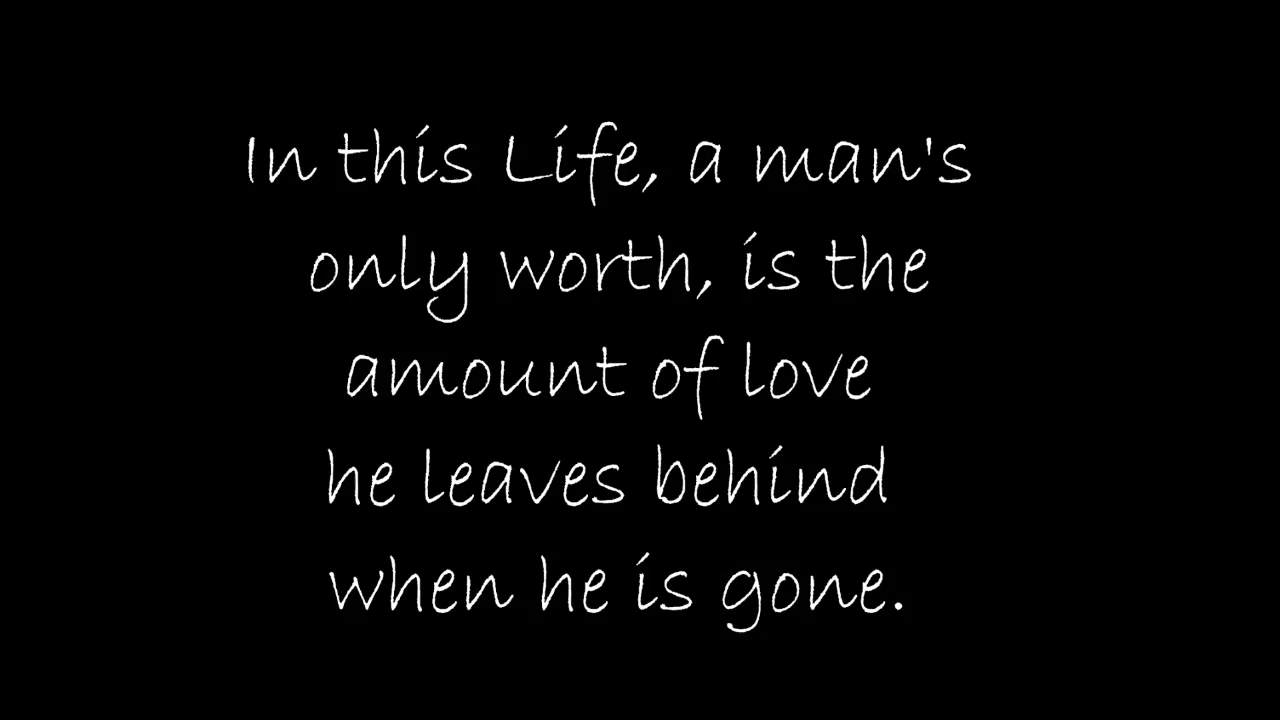 In this Life, a man's
only worth, is the
amount of love
he leaves behind
when he is gone.